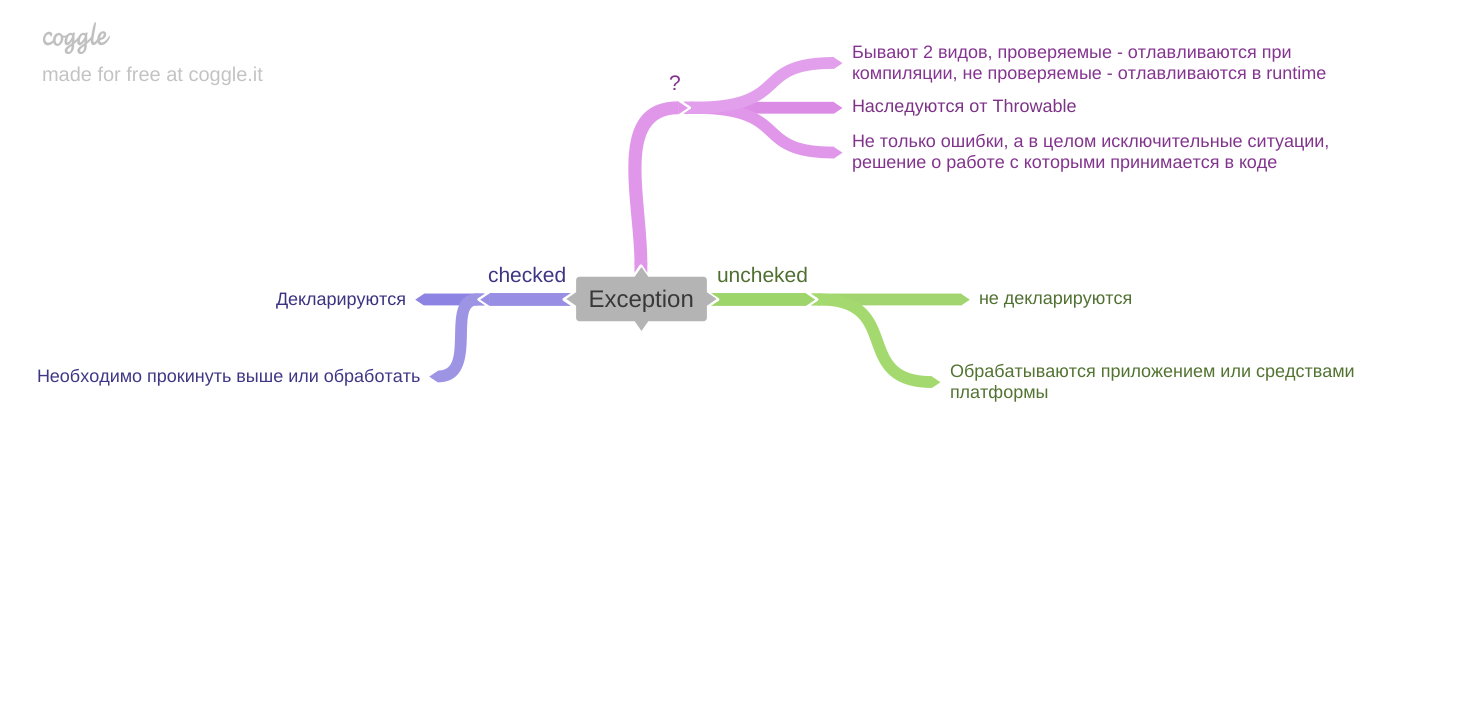 coggle
made for free at coggle.it
?
Бывают 2 видов, проверяемые - отлавливаются при
компиляции, не проверяемые - отлавливаются в runtime
Наследуются от Throwable
Не только ошибки, а в целом исключительные ситуации,
решение о работе с которыми принимается в коде
checked
Декларируются
Необходимо прокинуть выше или обработать
Exception
uncheked
не декларируются
Обрабатываются приложением или средствами
платформы